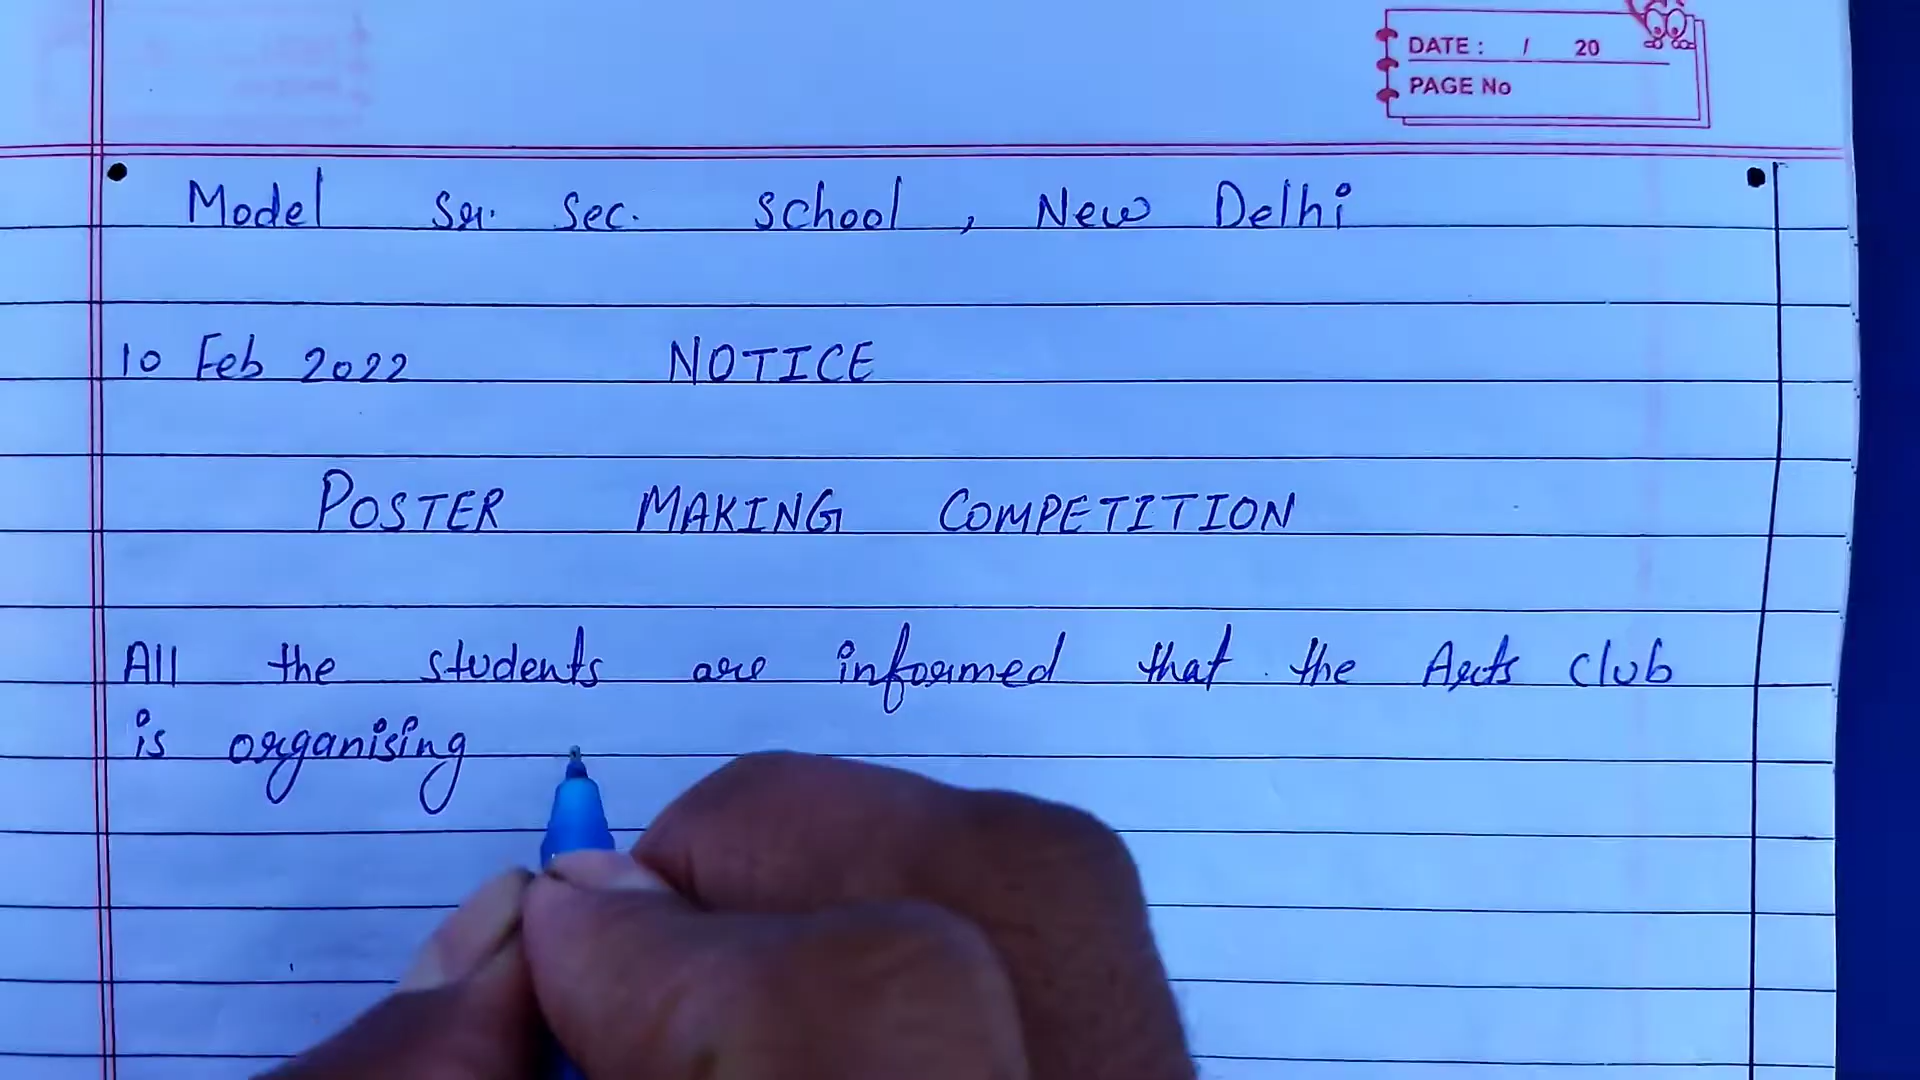 DATE : / 20
PAGE No
Model Sr. Sec. School, New Delhi
10 Feb 2022 NOTICE
POSTER MAKING COMPETITION
All the students are informed that the Arts club
is organising